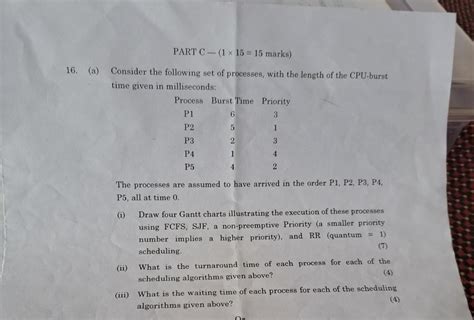 PART C — (1 × 15 = 15 marks)
16. (a) Consider the following set of processes, with the length of the CPU-burst
time given in milliseconds:
Process Burst Time Priority
P1 6 3
P2 5 1
P3 2 3
P4 1 4
P5 4 2
The processes are assumed to have arrived in the order P1, P2, P3, P4,
P5, all at time 0.
(i) Draw four Gantt charts illustrating the execution of these processes
using FCFS, SJF, a non-preemptive Priority (a smaller priority
number implies a higher priority), and RR (quantum = 1)
scheduling. (7)
(ii) What is the turnaround time of each process for each of the
scheduling algorithms given above? (4)
(iii) What is the waiting time of each process for each of the scheduling
algorithms given above? (4)
Or